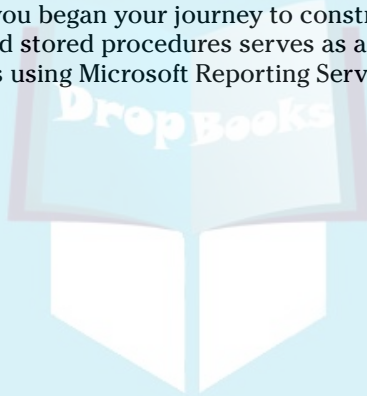 you began your journey to constr
d stored procedures serves as a
s using Microsoft Reporting Serv
DropBooks